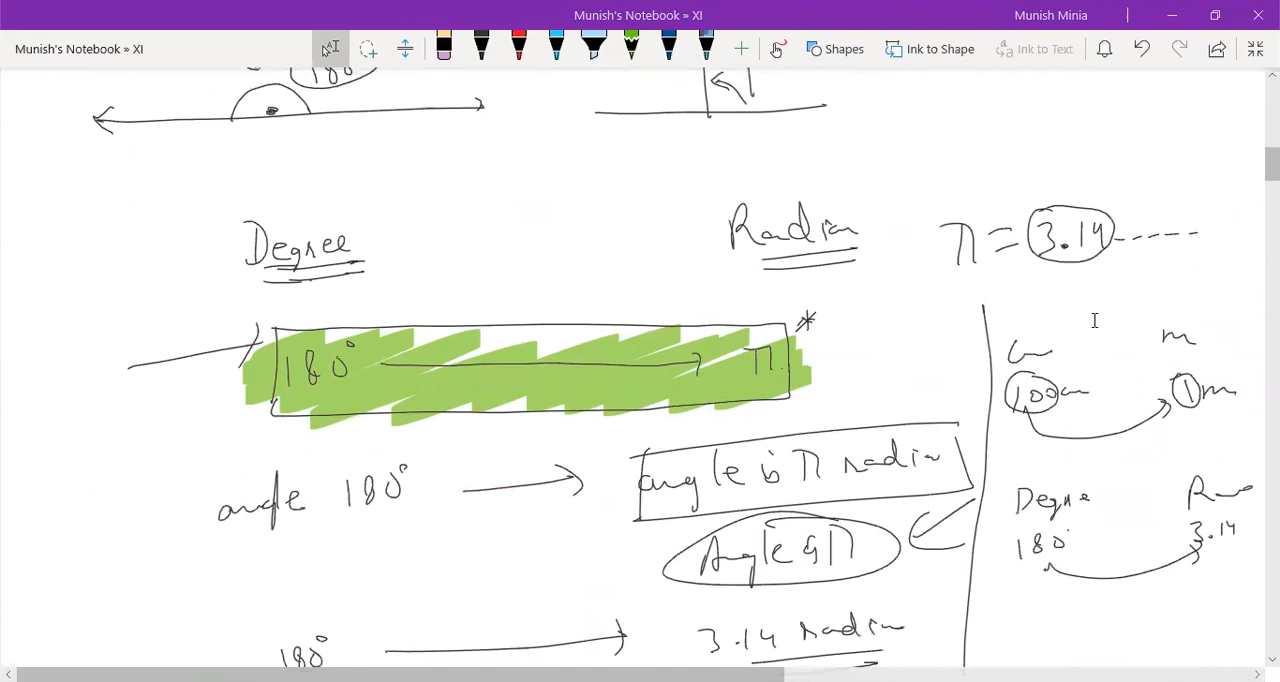 Munish's Notebook » XI
Munish Minia
Munish's Notebook » XI
Shapes
Ink to Shape
Ink to Text
180
Degree
Radian
π = 3.14-----
180° → π *
cm
m
100cm
1m
angle 180° → angle is π radian
Angle is π
Degree
180°
3.14
180° → 3.14 radian